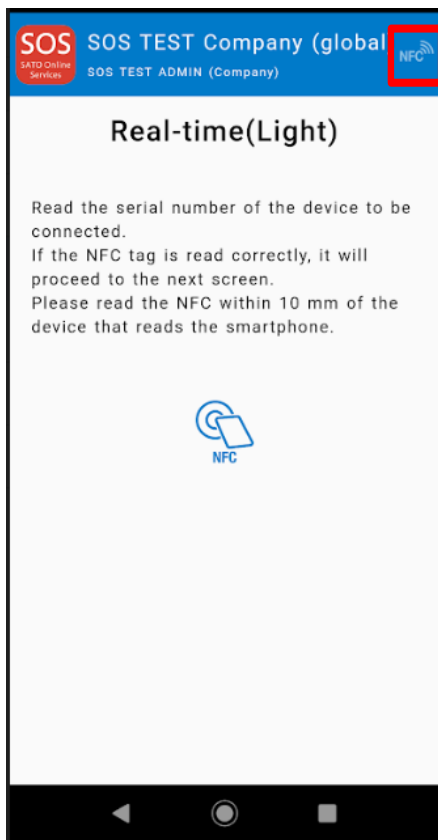 SOS
SATO Online
Services
SOS TEST Company (global
SOS TEST ADMIN (Company)
NFC
Real-time(Light)
Read the serial number of the device to be
connected.
If the NFC tag is read correctly, it will
proceed to the next screen.
Please read the NFC within 10 mm of the
device that reads the smartphone.
NFC